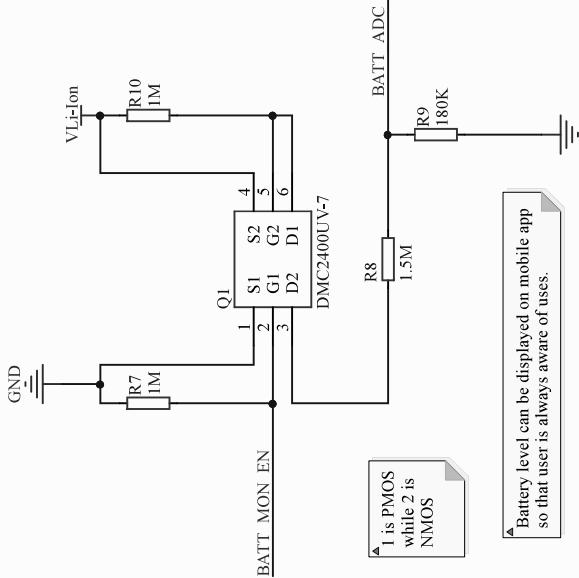 GND
R7
1M
BATT MON EN
VLi-Ion
R10
1M
Q1
1
2
3
S1
G1
D2
S2
G2
D1
4
5
6
DMC2400UV-7
R8
1.5M
BATT ADC
R9
180K
1 is PMOS
while 2 is
NMOS
Battery level can be displayed on mobile app
so that user is always aware of uses.